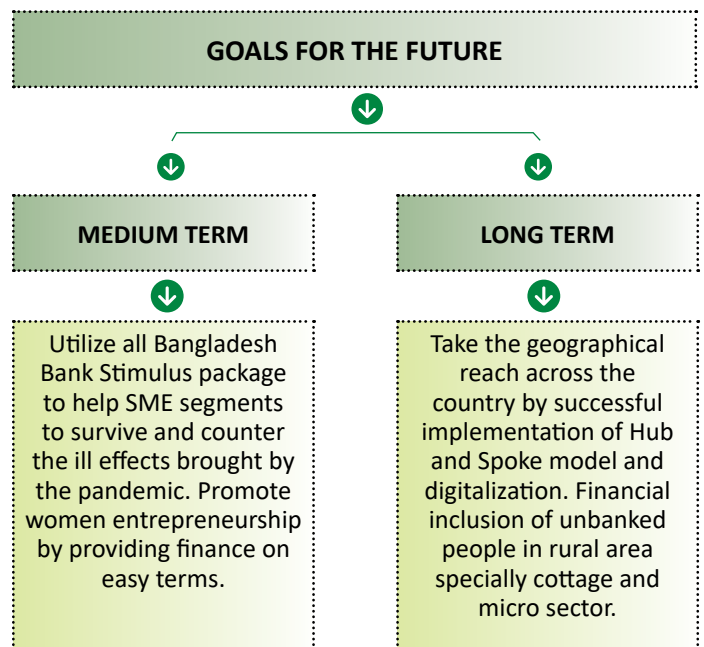 GOALS FOR THE FUTURE
MEDIUM TERM
Utilize all Bangladesh
Bank Stimulus package
to help SME segments
to survive and counter
the ill effects brought by
the pandemic. Promote
women entrepreneurship
by providing finance on
easy terms.
LONG TERM
Take the geographical
reach across the
country by successful
implementation of Hub
and Spoke model and
digitalization. Financial
inclusion of unbanked
people in rural area
specially cottage and
micro sector.